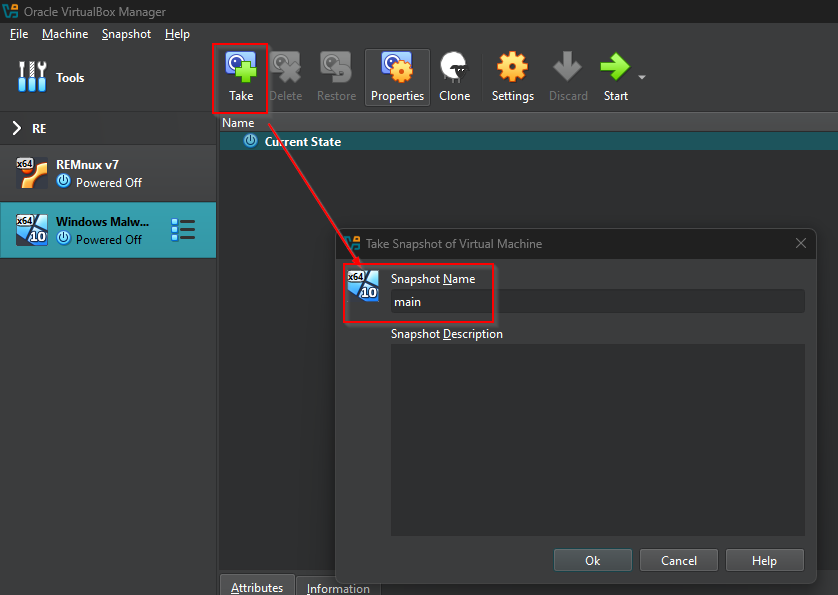 Oracle VirtualBox Manager
File Machine Snapshot Help
Tools
Take Delete Restore Properties Clone Settings Discard Start
RE
Name
Current State
x64
REMnux v7
Powered Off
x64
10
Windows Malw...
Powered Off
Take Snapshot of Virtual Machine
x64
10
Snapshot Name
main
Snapshot Description
Ok Cancel Help
Attributes Information